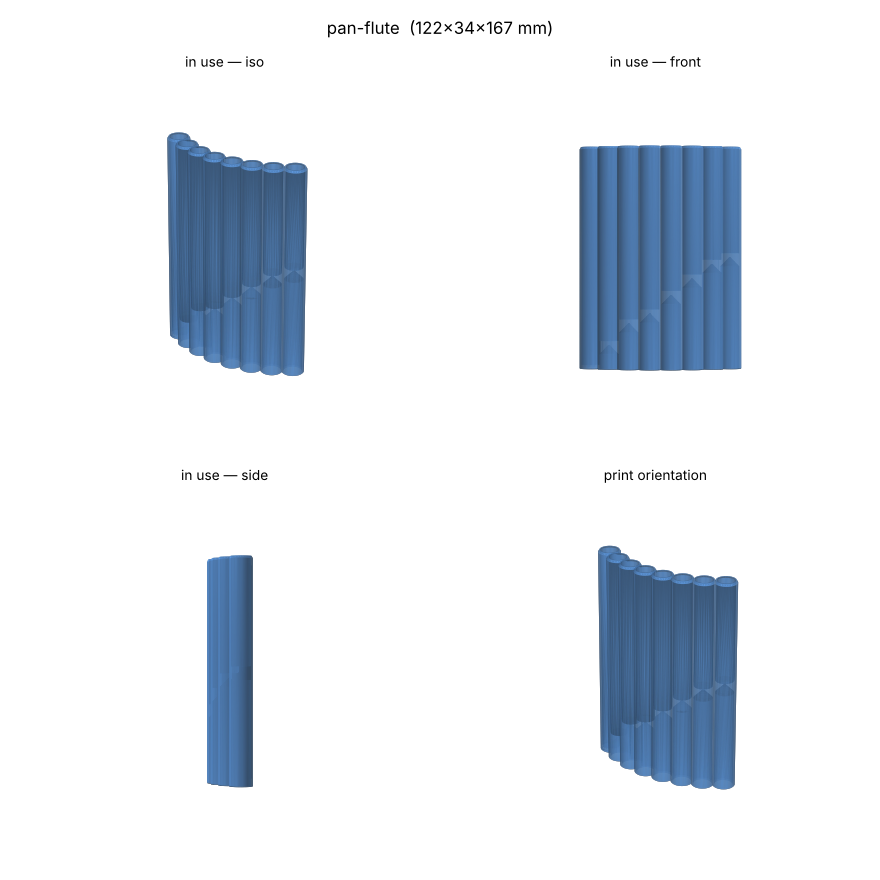 pan-flute (122×34×167 mm)
in use — iso
in use — front
in use — side
print orientation